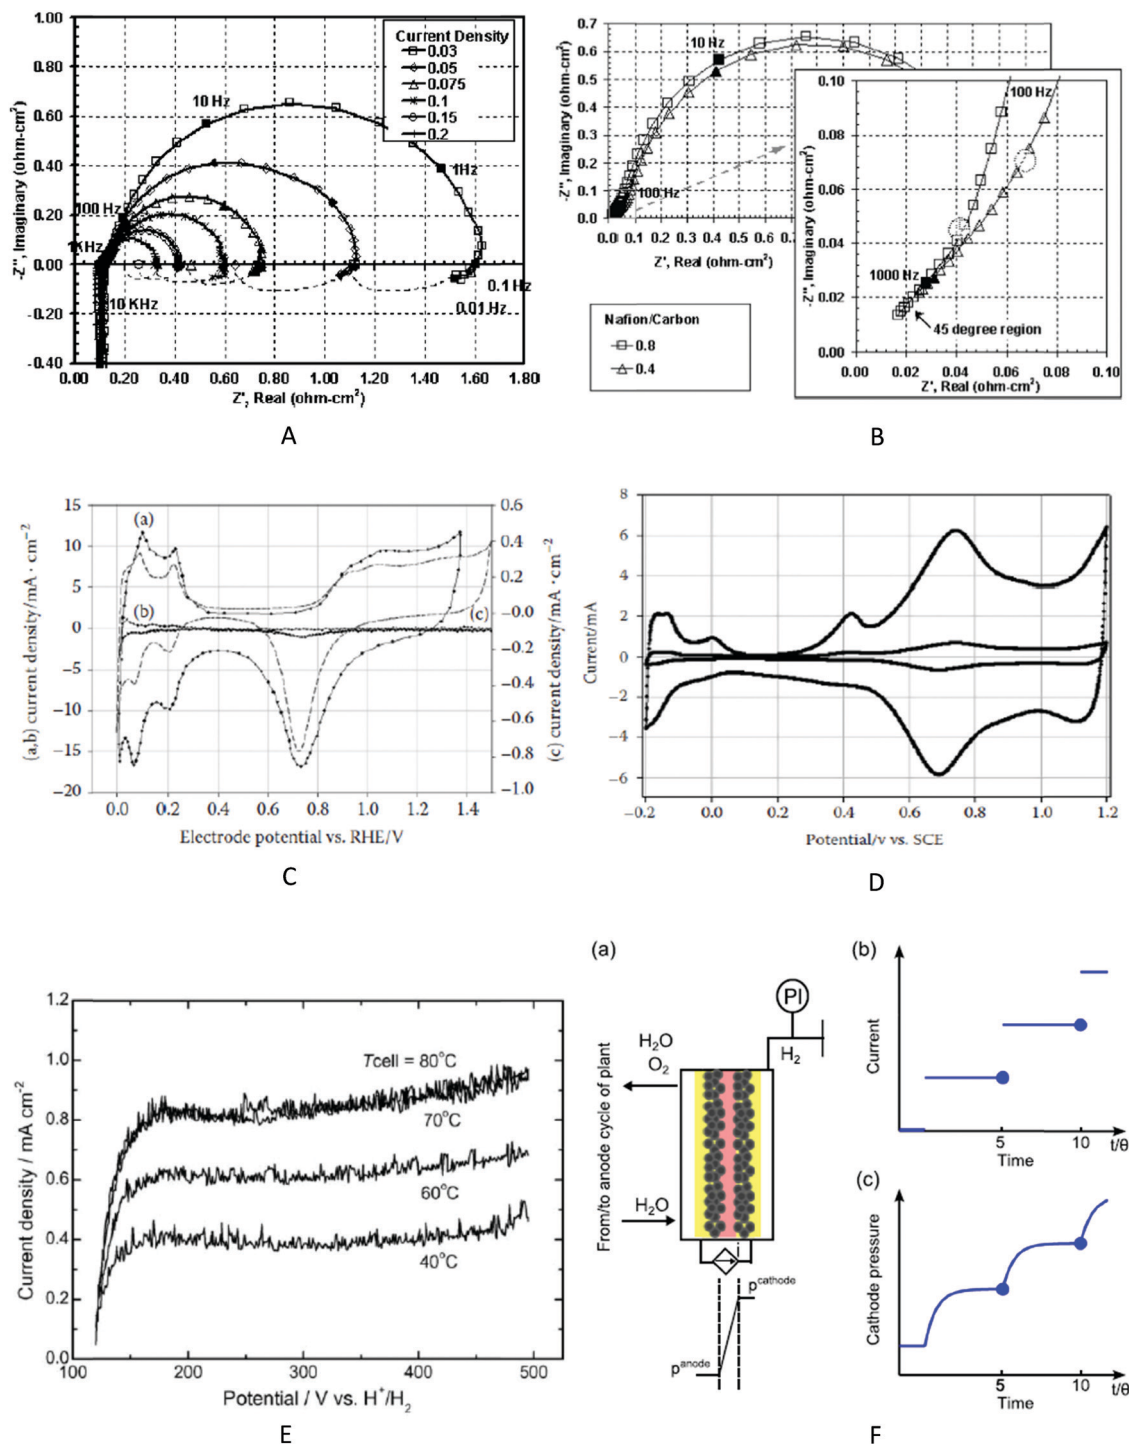 1.00
0.80
0.60
0.40
0.20
0.00
-0.20
-0.40
-Z", Imaginary (ohm-cm²)
Current Density
0.03
0.05
0.075
0.1
0.15
0.2
10 Hz
1Hz
100 Hz
1KHz
10 KHz
0.1 Hz
0.01 Hz
0.00 0.20 0.40 0.60 0.80 1.00 1.20 1.40 1.60 1.80
Z', Real (ohm-cm²)
A
0.7
0.6
0.5
0.4
0.3
0.2
0.1
0.0
-Z", Imaginary (ohm-cm²)
10 Hz
100 Hz
0.0 0.1 0.2 0.3 0.4 0.5 0.6
Z', Real (ohm-cm²)
Nafion/Carbon
0.8
0.4
0.10
0.08
0.06
0.04
0.02
0.00
-Z", Imaginary (ohm-cm²)
100 Hz
1000 Hz
45 degree region
0.00 0.02 0.04 0.06 0.08 0.10
Z', Real (ohm-cm²)
B
15
10
5
0
−5
−10
−15
−20
(a,b) current density/mA · cm⁻²
(a)
(b)
(c)
0.6
0.4
0.2
−0.0
−0.2
−0.4
−0.6
−0.8
−1.0
(c) current density/mA · cm⁻²
0.0 0.2 0.4 0.6 0.8 1.0 1.2 1.4
Electrode potential vs. RHE/V
C
8
6
4
2
0
−2
−4
−6
Current/mA
−0.2 0.0 0.2 0.4 0.6 0.8 1.0 1.2
Potential/v vs. SCE
D
1.2
1.0
0.8
0.6
0.4
0.2
0.0
Current density / mA cm⁻²
Tcell = 80°C
70°C
60°C
40°C
100 200 300 400 500
Potential / V vs. H⁺/H₂
E
(a)
PI
H₂
H₂O
O₂
H₂O
From/to anode cycle of plant
p^cathode
p^anode
(b)
Current
5 10 t/θ
Time
(c)
Cathode pressure
5 10 t/θ
Time
F